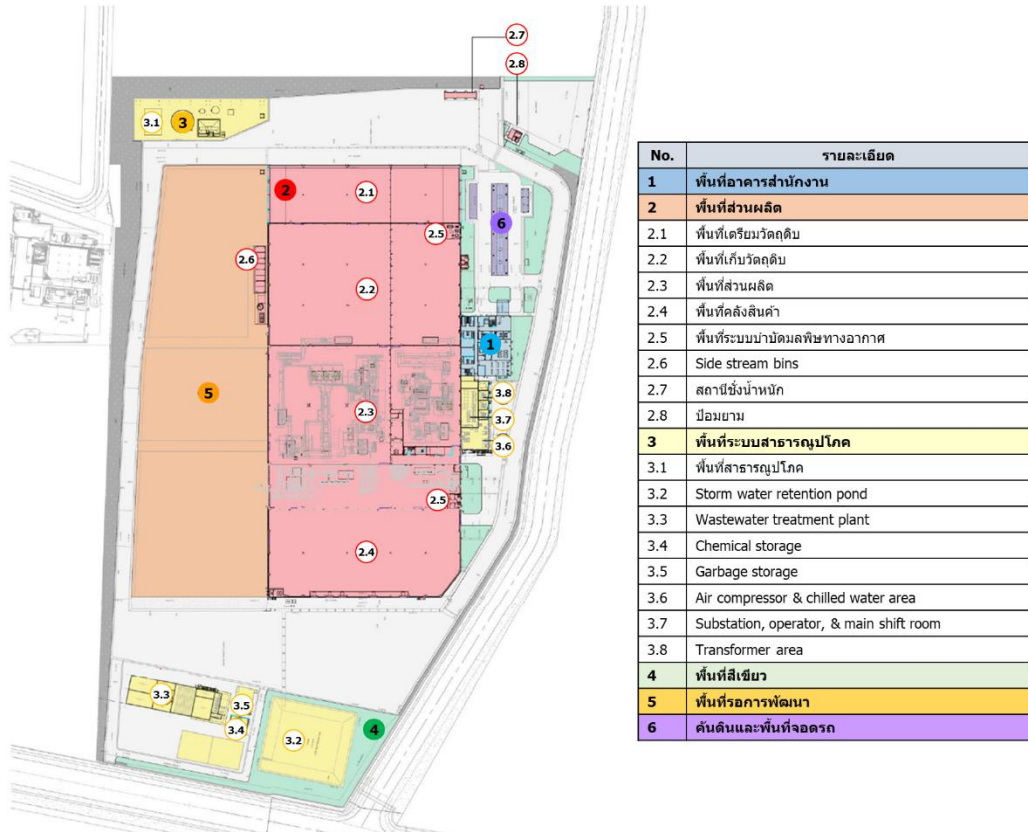 2.7
2.8
3.1
3
2
2.1
2.5
6
2.6
2.2
1
5
2.3
3.8
3.7
3.6
2.5
2.4
3.3
3.5
3.4
3.2
4
No. รายละเอียด
1 พื้นที่อาคารสำนักงาน
2 พื้นที่ส่วนผลิต
2.1 พื้นที่เตรียมวัตถุดิบ
2.2 พื้นที่เก็บวัตถุดิบ
2.3 พื้นที่ส่วนผลิต
2.4 พื้นที่คลังสินค้า
2.5 พื้นที่ระบบบำบัดมลพิษทางอากาศ
2.6 Side stream bins
2.7 สถานีชั่งน้ำหนัก
2.8 ป้อมยาม
3 พื้นที่ระบบสาธารณูปโภค
3.1 พื้นที่สาธารณูปโภค
3.2 Storm water retention pond
3.3 Wastewater treatment plant
3.4 Chemical storage
3.5 Garbage storage
3.6 Air compressor & chilled water area
3.7 Substation, operator, & main shift room
3.8 Transformer area
4 พื้นที่สีเขียว
5 พื้นที่รอการพัฒนา
6 คันดินและพื้นที่จอดรถ